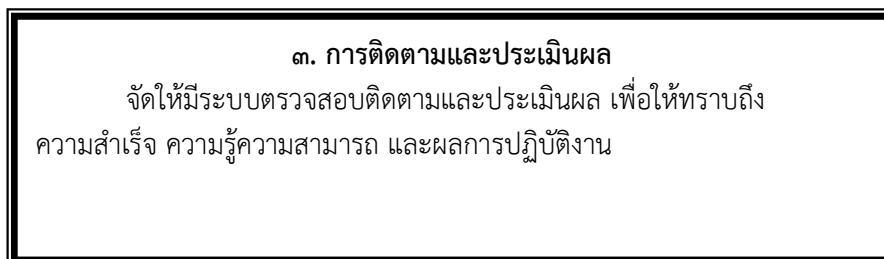 ๓. การติดตามและประเมินผล
จัดให้มีระบบตรวจสอบติดตามและประเมินผล เพื่อให้ทราบถึง
ความสำเร็จ ความรู้ความสามารถ และผลการปฏิบัติงาน